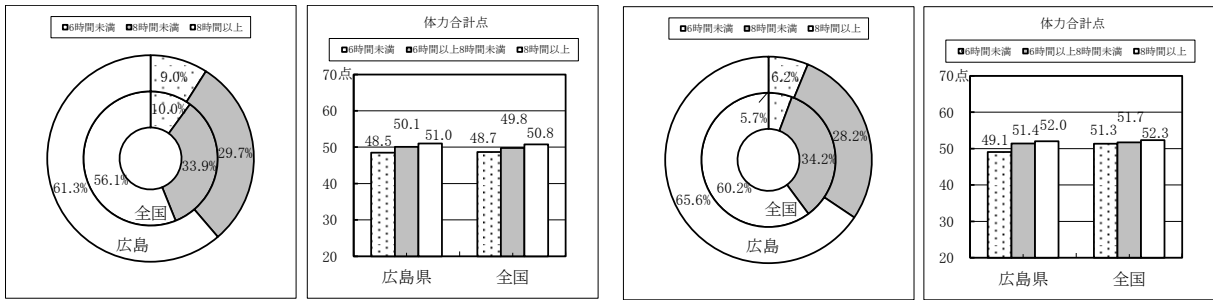 □6時間未満 ■8時間未満 □8時間以上
9.0%
10.0%
29.7%
33.9%
61.3%
56.1%
全国
広島
体力合計点
□6時間未満 ■6時間以上8時間未満 □8時間以上
70点
60
50
40
30
20
48.5
50.1
51.0
48.7
49.8
50.8
広島県
全国
□6時間未満 ■8時間未満 □8時間以上
6.2%
5.7%
28.2%
34.2%
65.6%
60.2%
全国
広島
体力合計点
□6時間未満 ■6時間以上8時間未満 □8時間以上
70点
60
50
40
30
20
49.1
51.4
52.0
51.3
51.7
52.3
広島県
全国